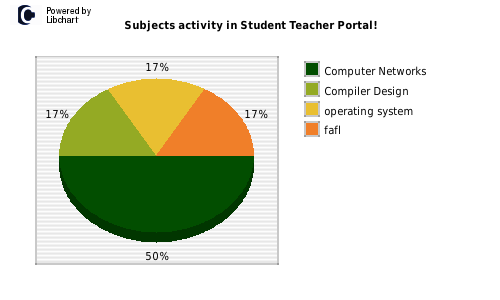 Powered by
Libchart
Subjects activity in Student Teacher Portal!
17%
17%
17%
50%
Computer Networks
Compiler Design
operating system
fafl